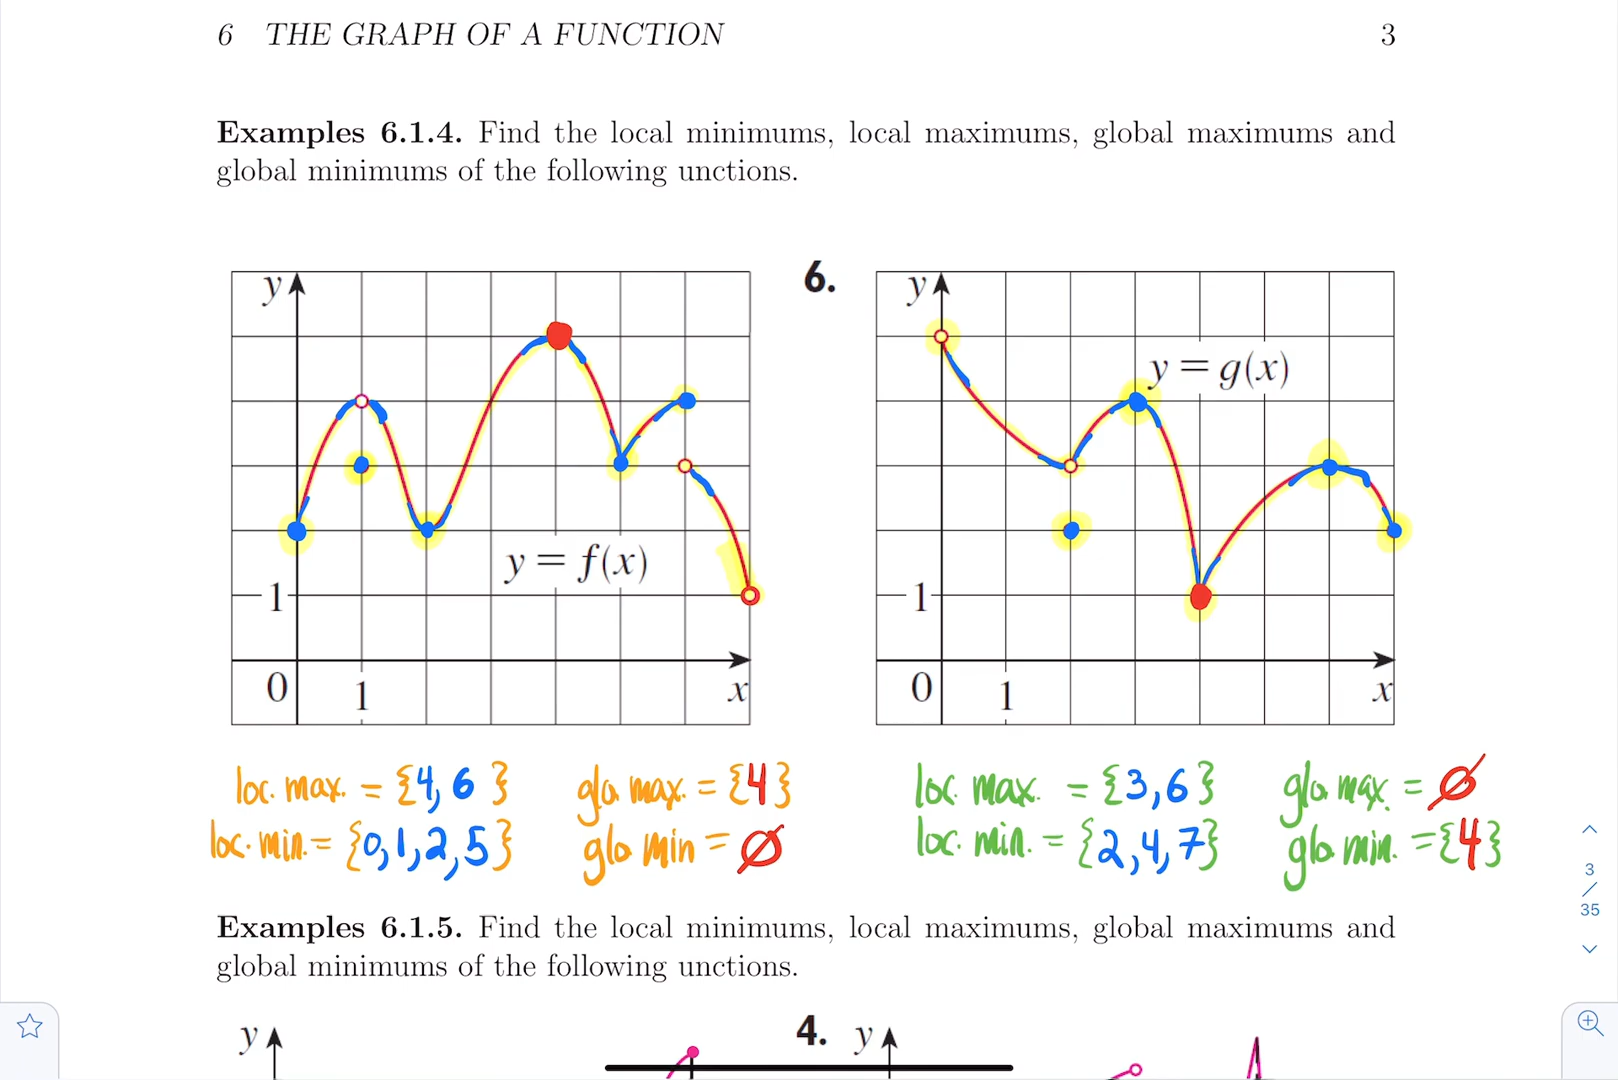 6 THE GRAPH OF A FUNCTION 3
Examples 6.1.4. Find the local minimums, local maximums, global maximums and
global minimums of the following unctions.
y
1
0 1 x
y = f(x)
6.
y
1
0 1 x
y = g(x)
loc. max. = {4, 6 } glo. max. = {4}
loc. min. = {0, 1, 2, 5} glo min = ∅
loc. max. = {3, 6} glo max. = ∅
loc. min. = {2, 4, 7} glo min. = {4}
3
/
35
Examples 6.1.5. Find the local minimums, local maximums, global maximums and
global minimums of the following unctions.
y
4.
y